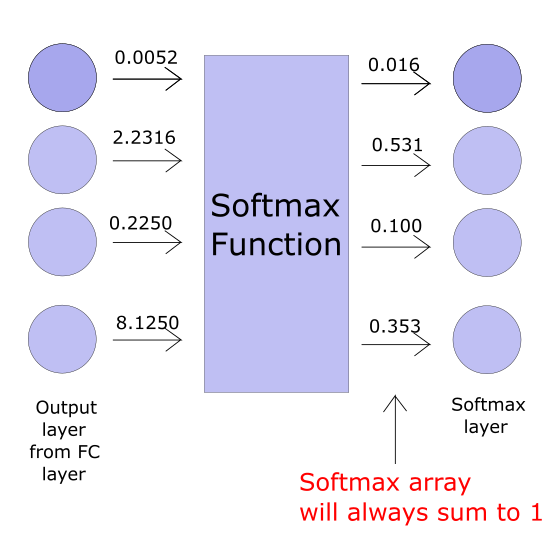 0.0052
0.016
2.2316
0.531
0.2250
0.100
8.1250
0.353
Softmax
Function
Output
layer
from FC
layer
Softmax
layer
Softmax array
will always sum to 1